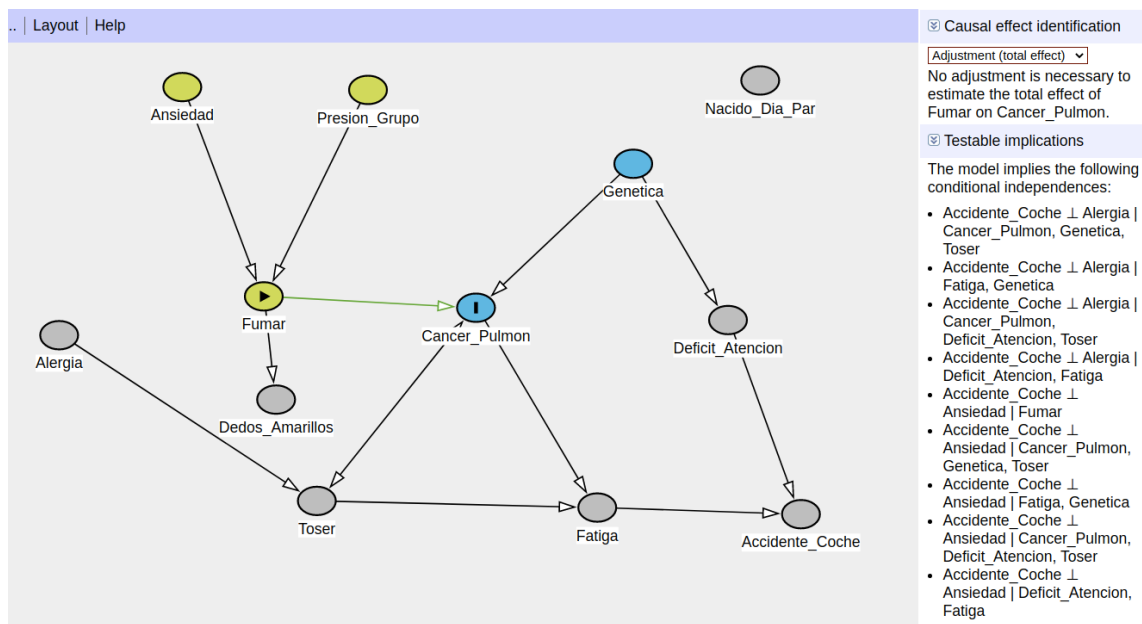 .. | Layout | Help
Ansiedad
Presion_Grupo
Nacido_Dia_Par
Genetica
Fumar
Cancer_Pulmon
Deficit_Atencion
Alergia
Dedos_Amarillos
Toser
Fatiga
Accidente_Coche
Causal effect identification
Adjustment (total effect)
No adjustment is necessary to
estimate the total effect of
Fumar on Cancer_Pulmon.
Testable implications
The model implies the following
conditional independences:
• Accidente_Coche ⊥ Alergia |
Cancer_Pulmon, Genetica,
Toser
• Accidente_Coche ⊥ Alergia |
Fatiga, Genetica
• Accidente_Coche ⊥ Alergia |
Cancer_Pulmon,
Deficit_Atencion, Toser
• Accidente_Coche ⊥ Alergia |
Deficit_Atencion, Fatiga
• Accidente_Coche ⊥
Ansiedad | Fumar
• Accidente_Coche ⊥
Ansiedad | Cancer_Pulmon,
Genetica, Toser
• Accidente_Coche ⊥
Ansiedad | Fatiga, Genetica
• Accidente_Coche ⊥
Ansiedad | Cancer_Pulmon,
Deficit_Atencion, Toser
• Accidente_Coche ⊥
Ansiedad | Deficit_Atencion,
Fatiga